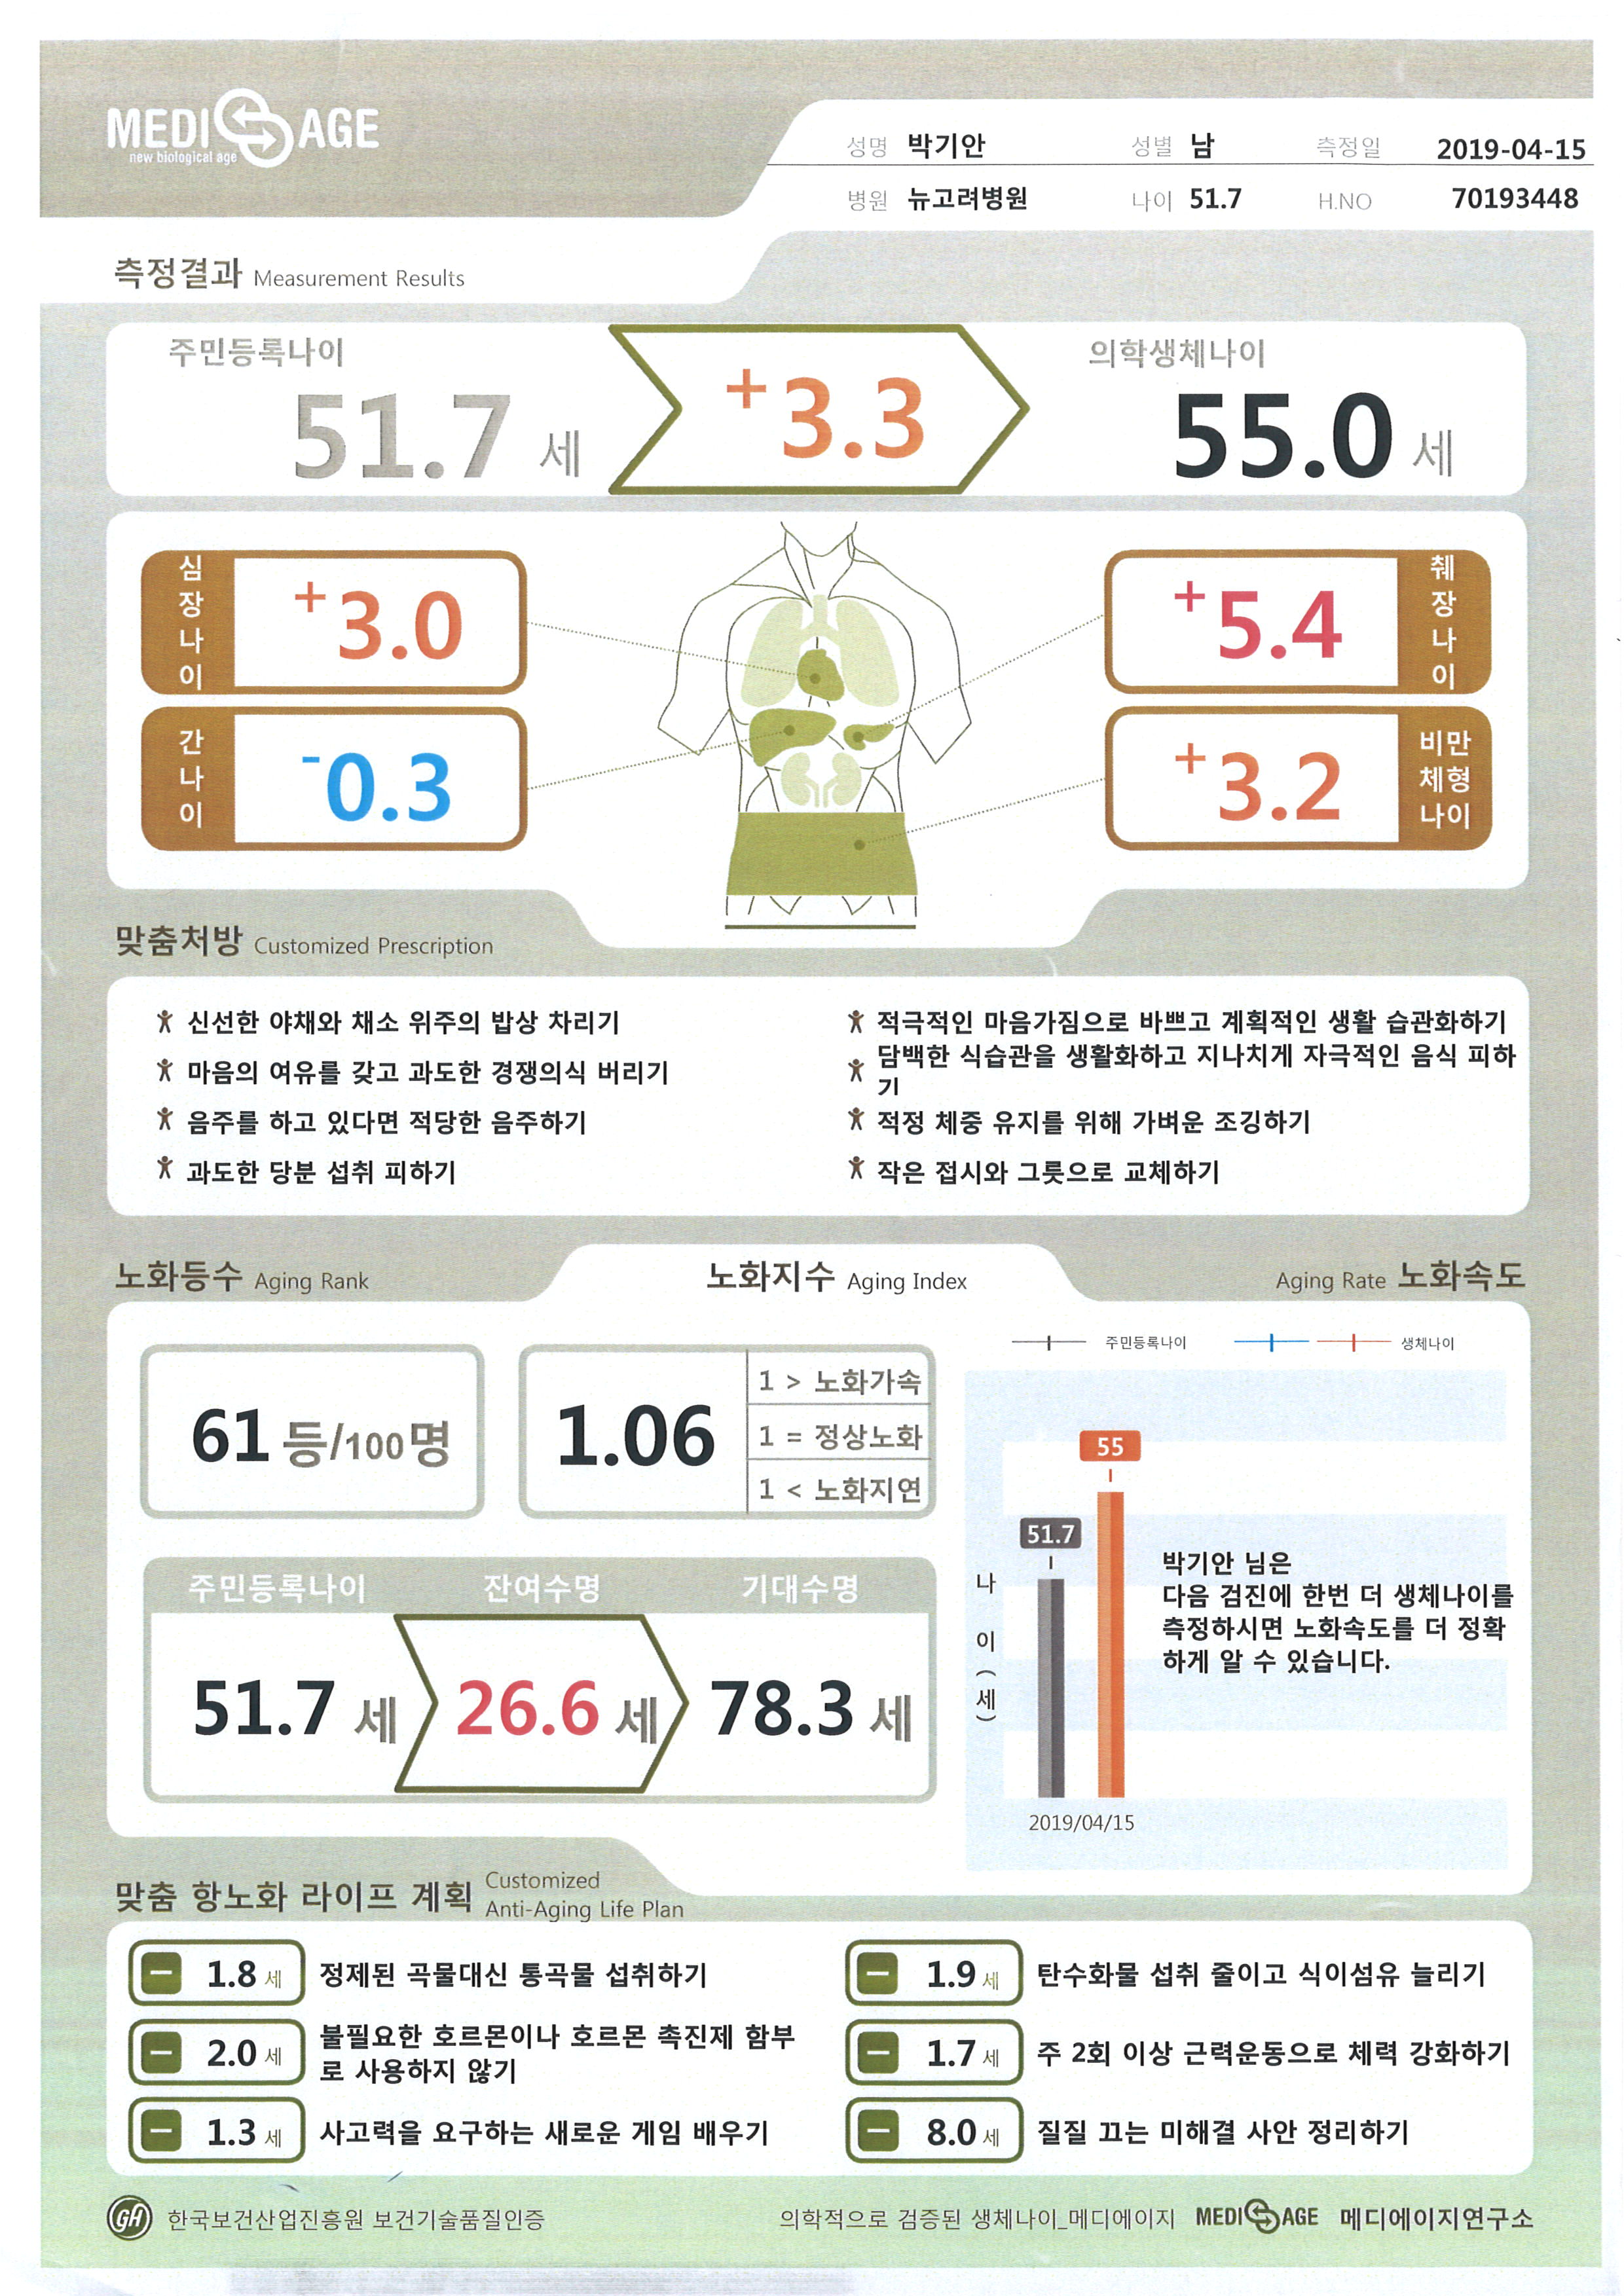 MEDI AGE
new biological age
성명 박기안 성별 남 측정일 2019-04-15
병원 뉴고려병원 나이 51.7 H.NO 70193448
측정결과 Measurement Results
주민등록나이
51.7 세
+3.3
의학생체나이
55.0 세
심장나이
+3.0
췌장나이
+5.4
간나이
-0.3
비만체형나이
+3.2
맞춤처방 Customized Prescription
신선한 야채와 채소 위주의 밥상 차리기
마음의 여유를 갖고 과도한 경쟁의식 버리기
음주를 하고 있다면 적당한 음주하기
과도한 당분 섭취 피하기
적극적인 마음가짐으로 바쁘고 계획적인 생활 습관화하기
담백한 식습관을 생활화하고 지나치게 자극적인 음식 피하
기
적정 체중 유지를 위해 가벼운 조깅하기
작은 접시와 그릇으로 교체하기
노화등수 Aging Rank
61 등/100명
노화지수 Aging Index
1.06
1 > 노화가속
1 = 정상노화
1 < 노화지연
주민등록나이 잔여수명 기대수명
51.7 세 26.6 세 78.3 세
Aging Rate 노화속도
주민등록나이 생체나이
55
51.7
나이(세)
2019/04/15
박기안 님은
다음 검진에 한번 더 생체나이를
측정하시면 노화속도를 더 정확
하게 알 수 있습니다.
맞춤 항노화 라이프 계획 Customized
Anti-Aging Life Plan
- 1.8 세 정제된 곡물대신 통곡물 섭취하기
- 2.0 세 불필요한 호르몬이나 호르몬 촉진제 함부
로 사용하지 않기
- 1.3 세 사고력을 요구하는 새로운 게임 배우기
- 1.9 세 탄수화물 섭취 줄이고 식이섬유 늘리기
- 1.7 세 주 2회 이상 근력운동으로 체력 강화하기
- 8.0 세 질질 끄는 미해결 사안 정리하기
GH 한국보건산업진흥원 보건기술품질인증
의학적으로 검증된 생체나이_메디에이지 MEDI AGE 메디에이지연구소